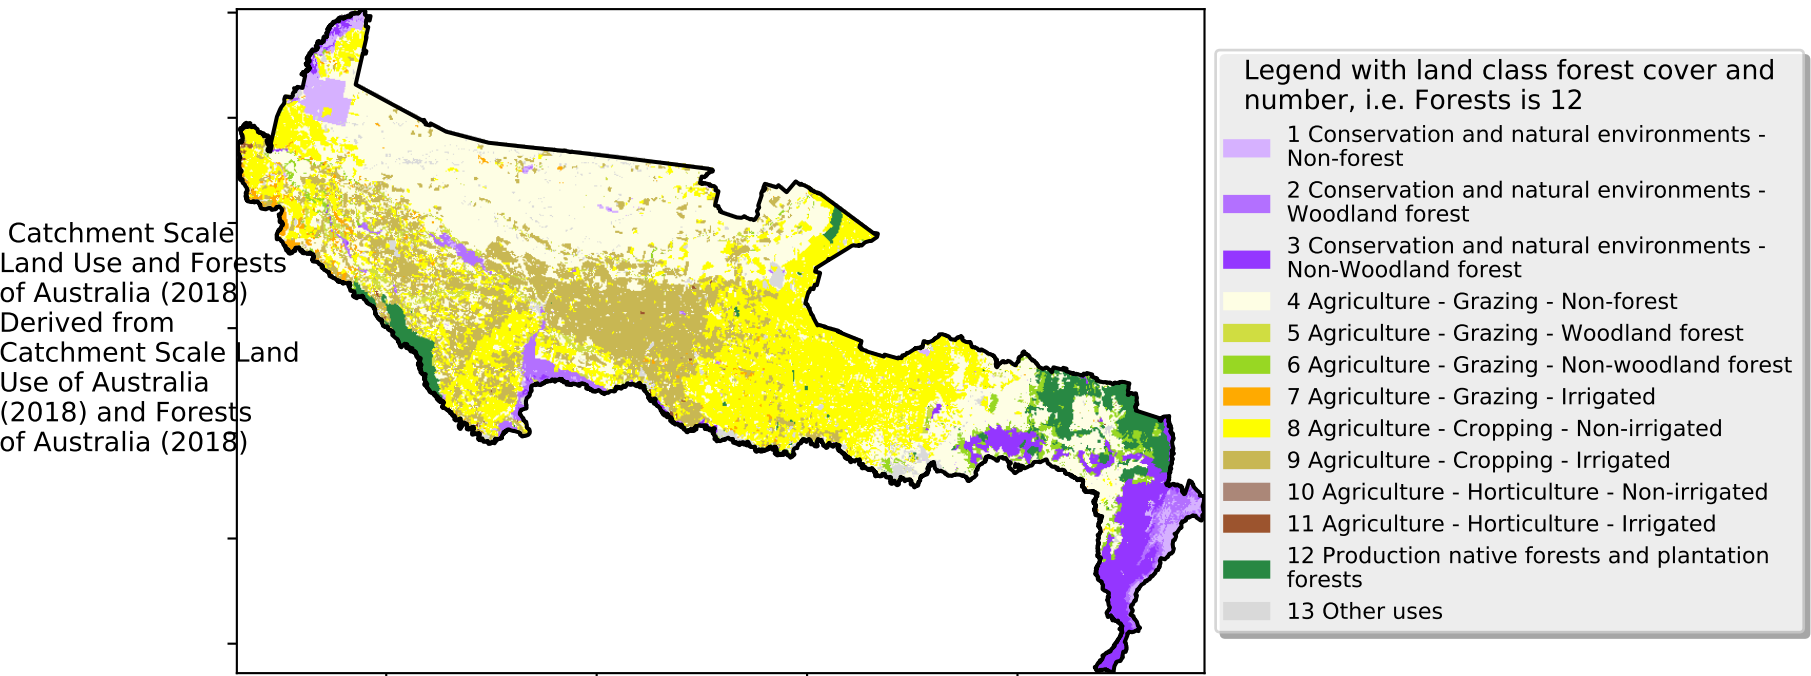 Catchment Scale
Land Use and Forests
of Australia (2018)
Derived from
Catchment Scale Land
Use of Australia
(2018) and Forests
of Australia (2018)
Legend with land class forest cover and
number, i.e. Forests is 12
1 Conservation and natural environments -
Non-forest
2 Conservation and natural environments -
Woodland forest
3 Conservation and natural environments -
Non-Woodland forest
4 Agriculture - Grazing - Non-forest
5 Agriculture - Grazing - Woodland forest
6 Agriculture - Grazing - Non-woodland forest
7 Agriculture - Grazing - Irrigated
8 Agriculture - Cropping - Non-irrigated
9 Agriculture - Cropping - Irrigated
10 Agriculture - Horticulture - Non-irrigated
11 Agriculture - Horticulture - Irrigated
12 Production native forests and plantation
forests
13 Other uses